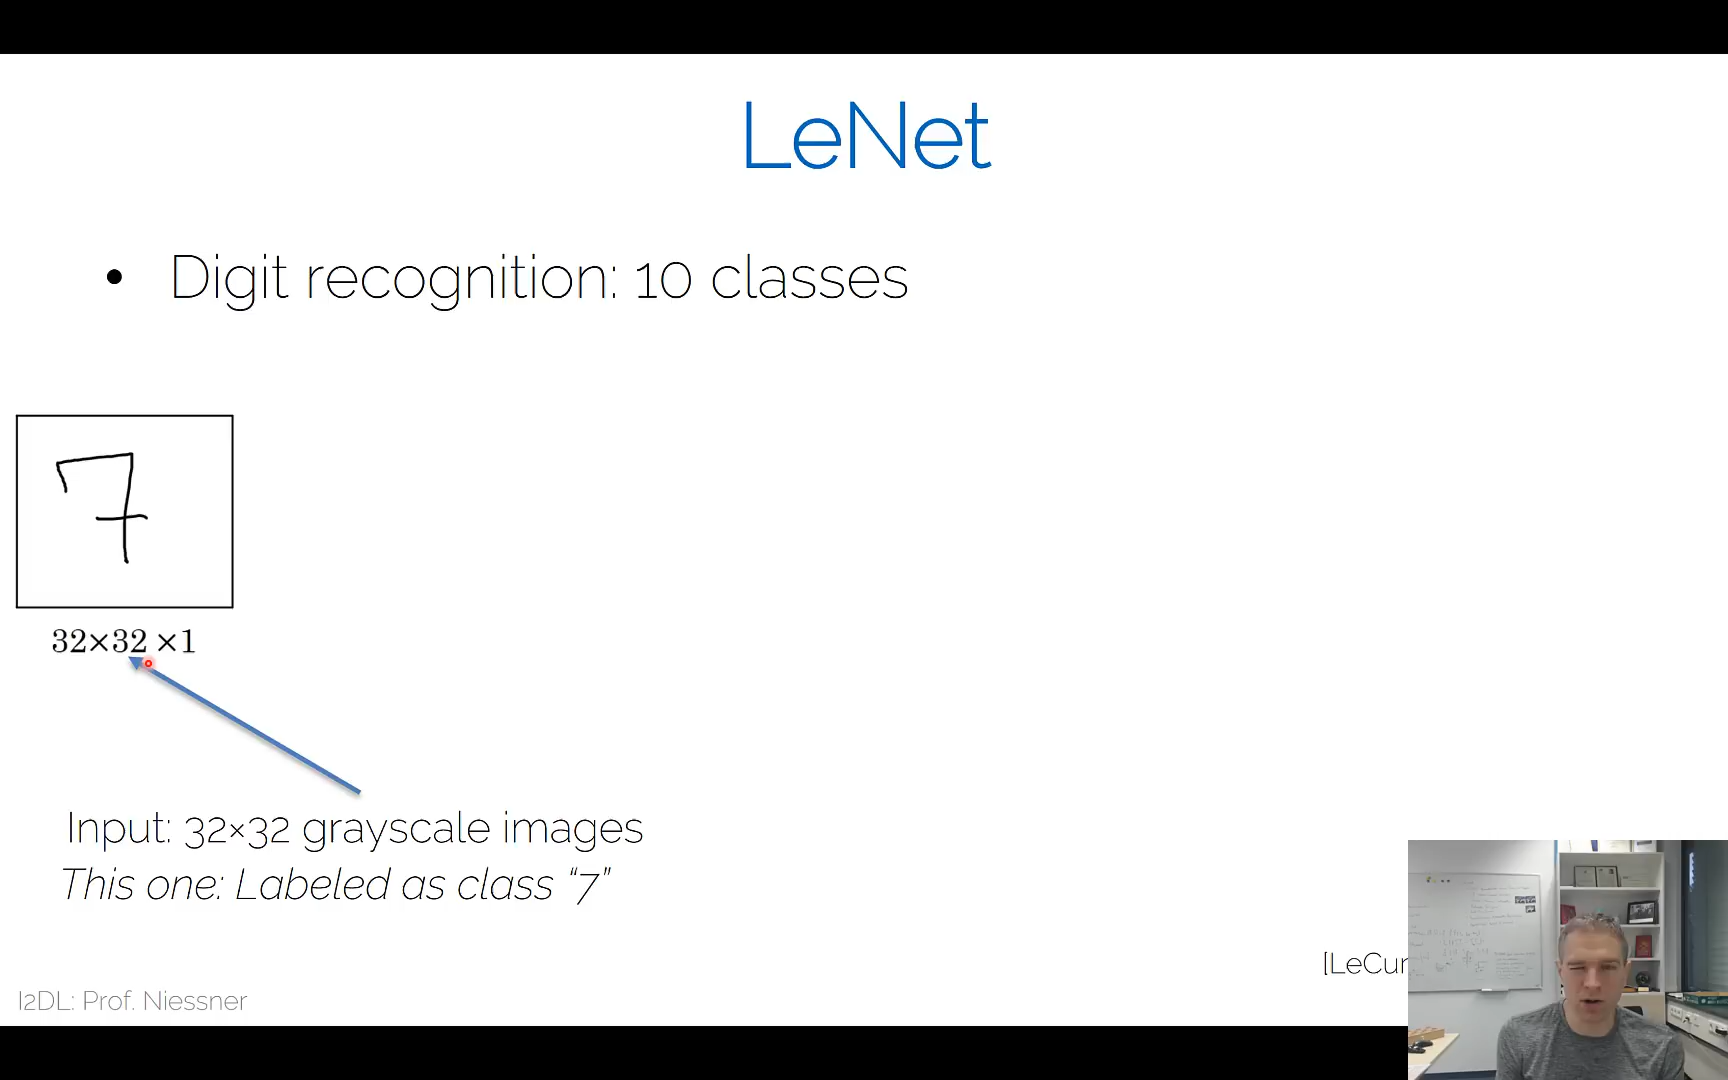 LeNet
• Digit recognition: 10 classes
7
32×32 ×1
Input: 32×32 grayscale images
This one: Labeled as class “7”
I2DL: Prof. Niessner